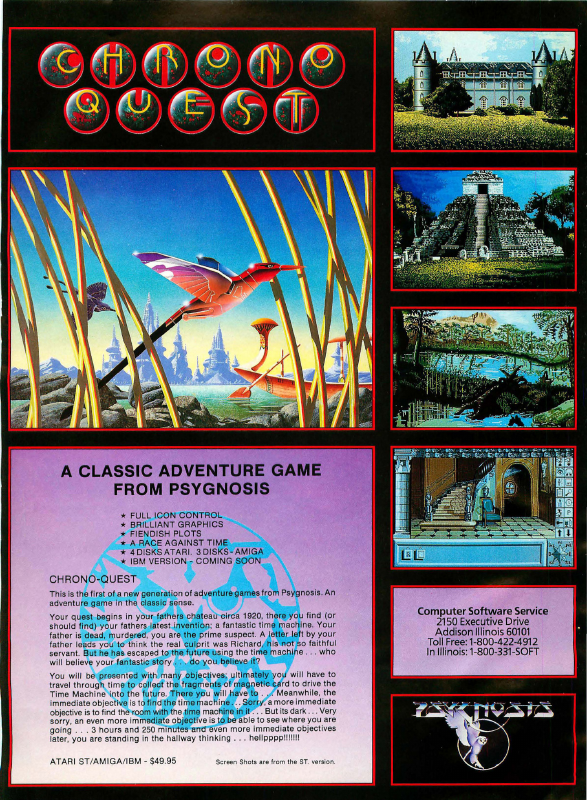 CHRONO
QUEST
A CLASSIC ADVENTURE GAME
FROM PSYGNOSIS
★ FULL ICON CONTROL
★ BRILLIANT GRAPHICS
★ FIENDISH PLOTS
★ A RACE AGAINST TIME
★ 4 DISKS ATARI. 3 DISKS - AMIGA
★ IBM VERSION - COMING SOON
CHRONO-QUEST
This is the first of a new generation of adventure games from Psygnosis. An
adventure game in the classic sense.
Your quest begins in your fathers chateau circa 1920, there you find (or
should find) your fathers latest invention; a fantastic time machine. Your
father is dead, murdered, you are the prime suspect. A letter left by your
father leads you to think the real culprit was Richard, his not so faithful
servant. But he has escaped to the future using the time machine . . . who
will believe your fantastic story . . . do you believe it?
You will be presented with many objectives; ultimately you will have to
travel through time to collect the fragments of magnetic card to drive the
Time Machine into the future. There you will have to . . . Meanwhile, the
immediate objective is to find the time machine . . . Sorry, a more immediate
objective is to find the room with the time machine in it . . . But its dark . . . Very
sorry, an even more immediate objective is to be able to see where you are
going . . . 3 hours and 250 minutes and even more immediate objectives
later, you are standing in the hallway thinking . . . hellpppp!!!!!!!
ATARI ST/AMIGA/IBM - $49.95
Screen Shots are from the ST. version.
Computer Software Service
2150 Executive Drive
Addison Illinois 60101
Toll Free: 1-800-422-4912
In Illinois: 1-800-331-SOFT
PSYGNOSIS